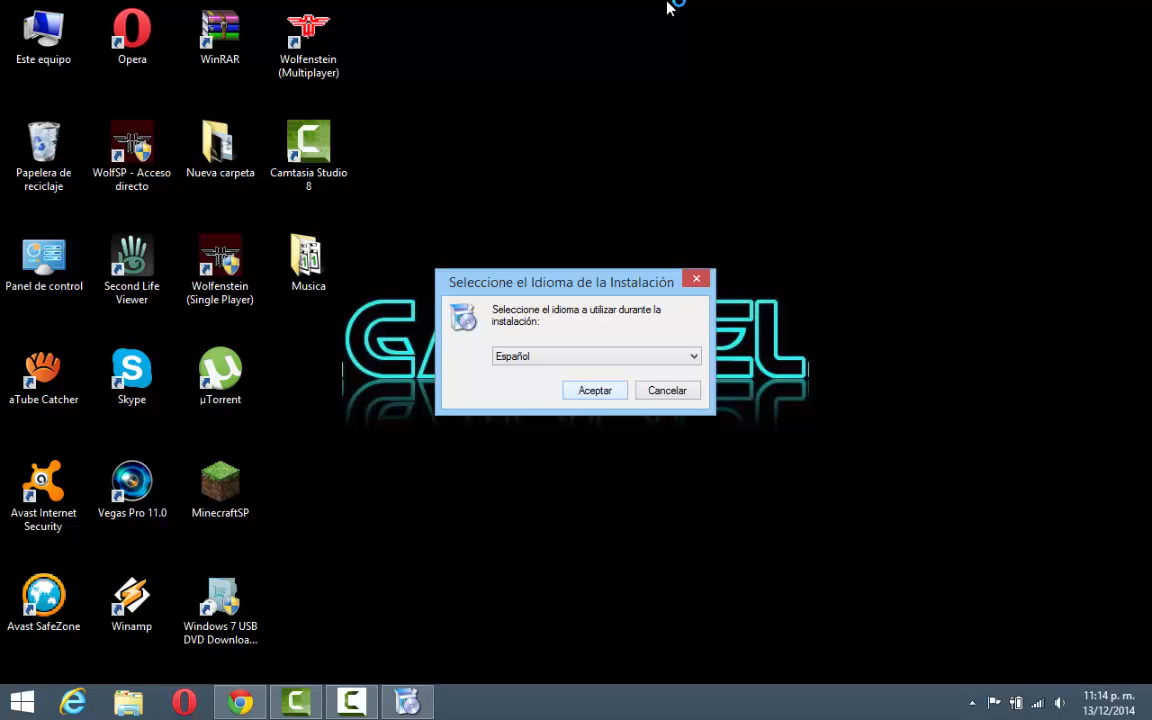 Este equipo
Opera
WinRAR
Wolfenstein
(Multiplayer)
Papelera de
reciclaje
WolfSP - Acceso
directo
Nueva carpeta
Camtasia Studio
8
Panel de control
Second Life
Viewer
Wolfenstein
(Single Player)
Musica
Seleccione el Idioma de la Instalación
Seleccione el idioma a utilizar durante la
instalación:
Español
Aceptar
Cancelar
aTube Catcher
Skype
µTorrent
Avast Internet
Security
Vegas Pro 11.0
MinecraftSP
Avast SafeZone
Winamp
Windows 7 USB
DVD Downloa...
11:14 p. m.
13/12/2014